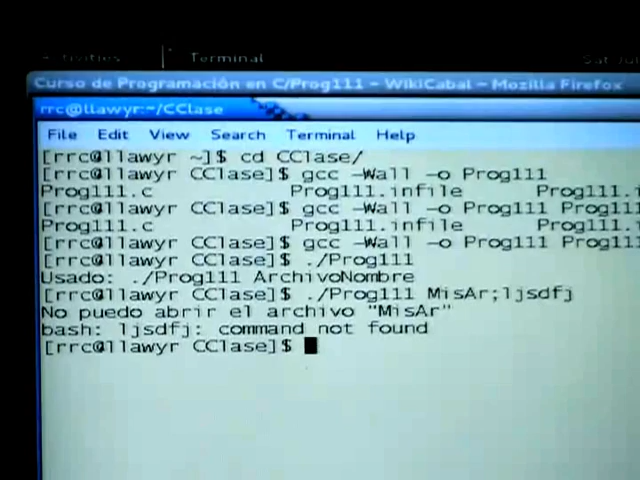 Activities Terminal Sat Jul
Curso de Programación en C/Prog111 - WikiCabal - Mozilla Firefox
rrc@llawyr:~/CClase
File Edit View Search Terminal Help
[rrc@llawyr ~]$ cd CClase/
[rrc@llawyr CClase]$ gcc -Wall -o Prog111
Prog111.c Prog111.infile Prog111.
[rrc@llawyr CClase]$ gcc -Wall -o Prog111 Prog111
Prog111.c Prog111.infile Prog111.
[rrc@llawyr CClase]$ gcc -Wall -o Prog111 Prog111
[rrc@llawyr CClase]$ ./Prog111
Usado: ./Prog111 ArchivoNombre
[rrc@llawyr CClase]$ ./Prog111 MisAr;ljsdfj
No puedo abrir el archivo "MisAr"
bash: ljsdfj: command not found
[rrc@llawyr CClase]$